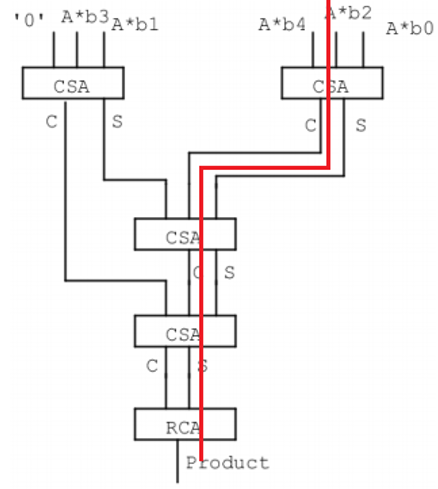 '0' A*b3 A*b1 A*b4 A*b2 A*b0
CSA CSA
C S C S
CSA
C S
CSA
C S
RCA
Product